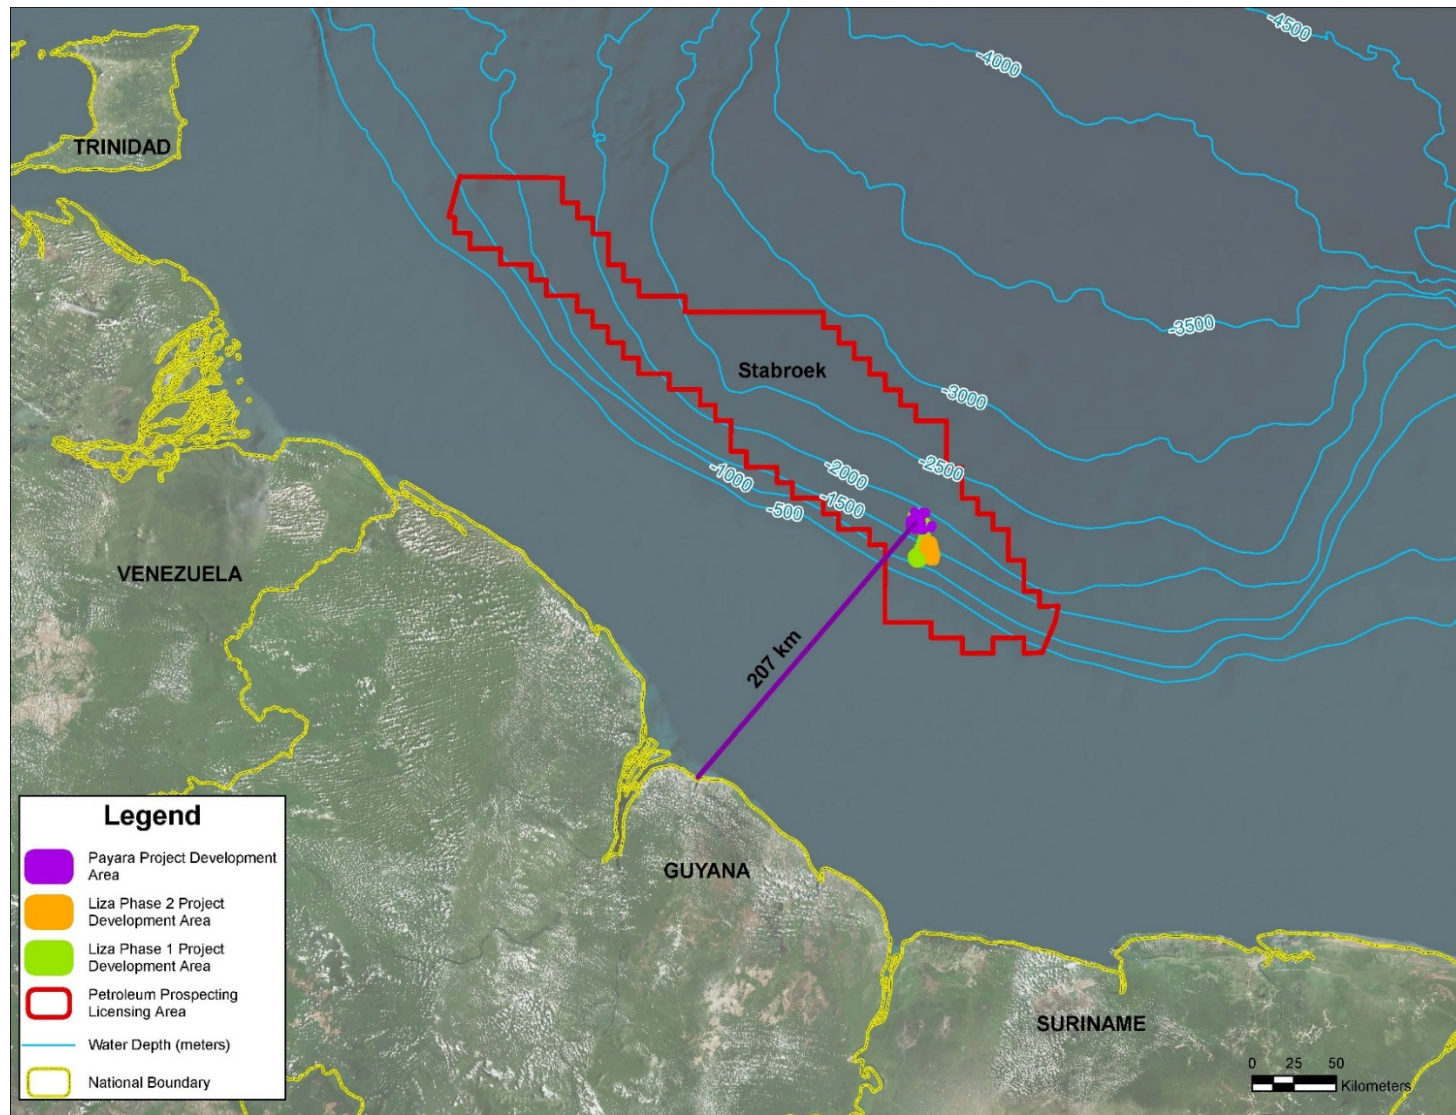 -4500
-4000
TRINIDAD
-3500
Stabroek
-3000
-2500
-2000
-1000
-1500
-500
VENEZUELA
207 km
GUYANA
SURINAME
Legend
Payara Project Development
Area
Liza Phase 2 Project
Development Area
Liza Phase 1 Project
Development Area
Petroleum Prospecting
Licensing Area
Water Depth (meters)
National Boundary
0 25 50
Kilometers